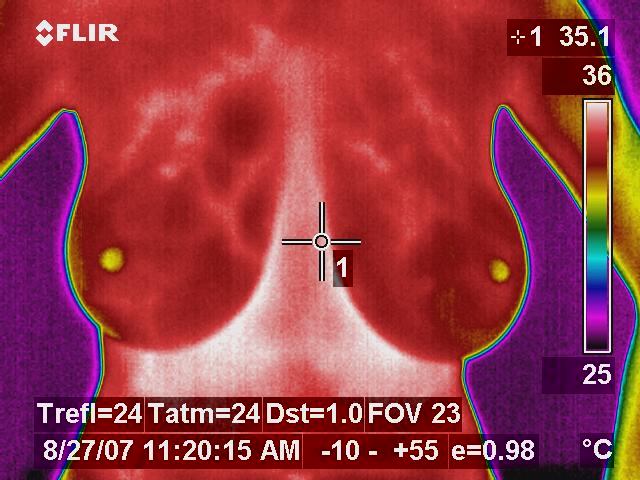 FLIR
1 35.1
36
1
25
Trefl=24 Tatm=24 Dst=1.0 FOV 23
8/27/07 11:20:15 AM -10 - +55 e=0.98 °C